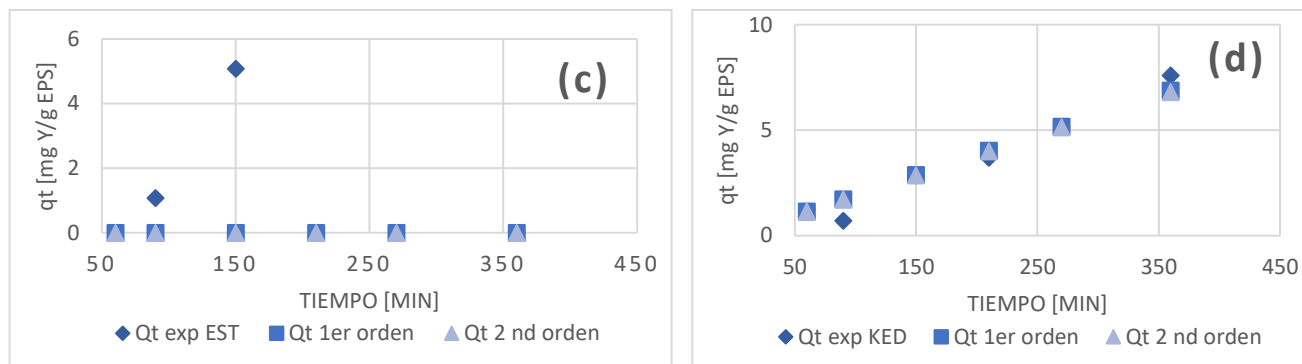 6
4
2
0
50 150 250 350 450
qt [mg Y/g EPS]
TIEMPO [MIN]
(c)
Qt exp EST Qt 1er orden Qt 2 nd orden
10
5
0
50 150 250 350 450
qt [mg Y/g EPS]
TIEMPO [MIN]
(d)
Qt exp KED Qt 1er orden Qt 2 nd orden